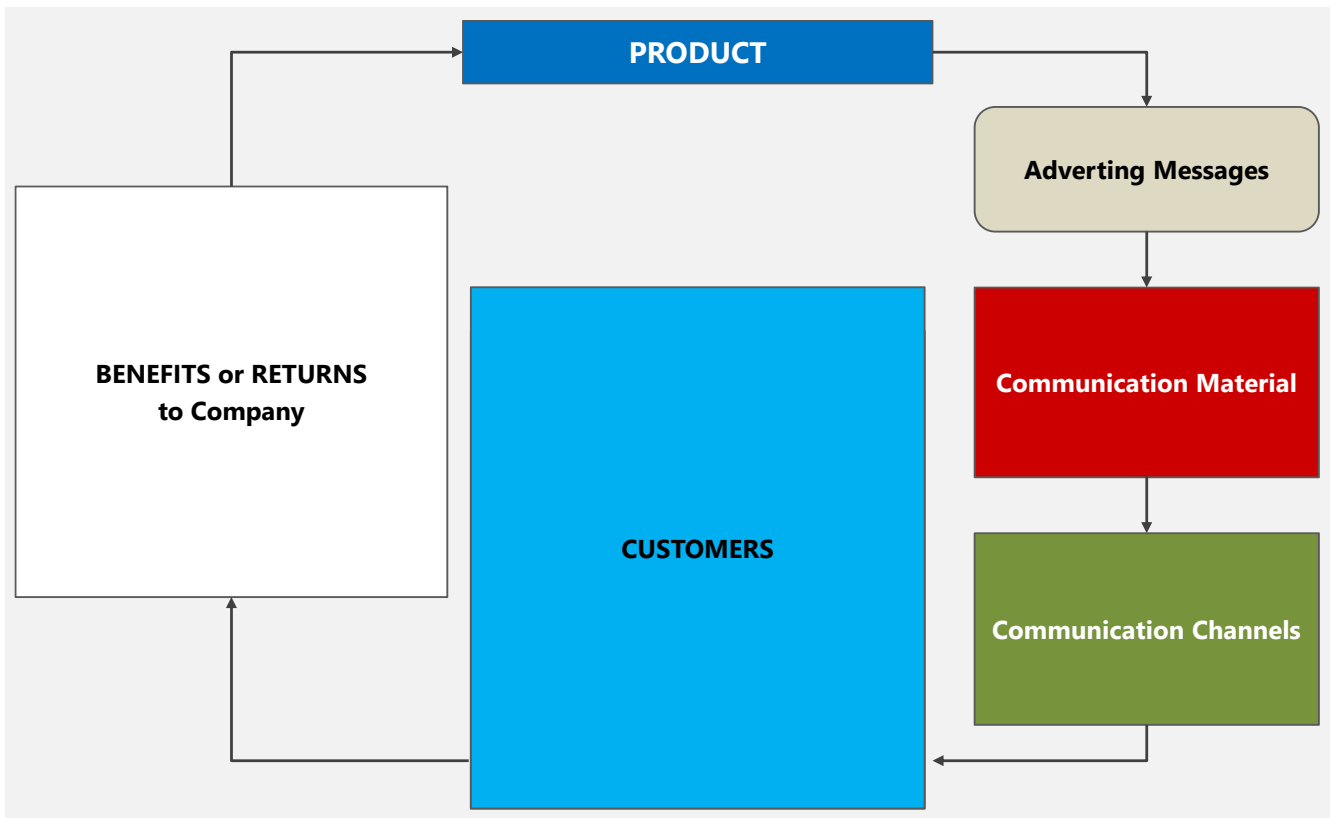 PRODUCT
Adverting Messages
BENEFITS or RETURNS
to Company
Communication Material
CUSTOMERS
Communication Channels